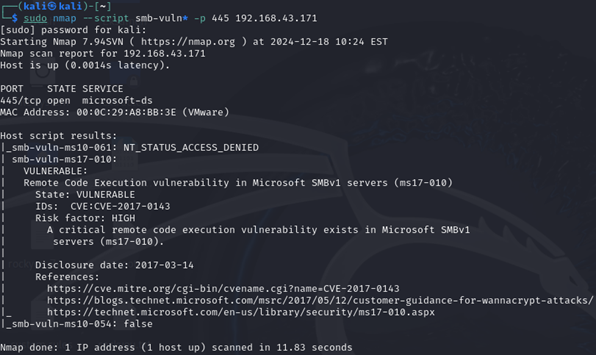 (kali㉿kali)-[~]
$ sudo nmap --script smb-vuln* -p 445 192.168.43.171
[sudo] password for kali:
Starting Nmap 7.94SVN ( https://nmap.org ) at 2024-12-18 10:24 EST
Nmap scan report for 192.168.43.171
Host is up (0.0014s latency).
PORT    STATE SERVICE
445/tcp open  microsoft-ds
MAC Address: 00:0C:29:A8:BB:3E (VMware)
Host script results:
|_smb-vuln-ms10-061: NT_STATUS_ACCESS_DENIED
| smb-vuln-ms17-010:
|   VULNERABLE:
|   Remote Code Execution vulnerability in Microsoft SMBv1 servers (ms17-010)
|     State: VULNERABLE
|     IDs:  CVE:CVE-2017-0143
|     Risk factor: HIGH
|       A critical remote code execution vulnerability exists in Microsoft SMBv1
|        servers (ms17-010).
|
|     Disclosure date: 2017-03-14
|     References:
|       https://cve.mitre.org/cgi-bin/cvename.cgi?name=CVE-2017-0143
|       https://blogs.technet.microsoft.com/msrc/2017/05/12/customer-guidance-for-wannacrypt-attacks/
|_      https://technet.microsoft.com/en-us/library/security/ms17-010.aspx
|_smb-vuln-ms10-054: false
Nmap done: 1 IP address (1 host up) scanned in 11.83 seconds